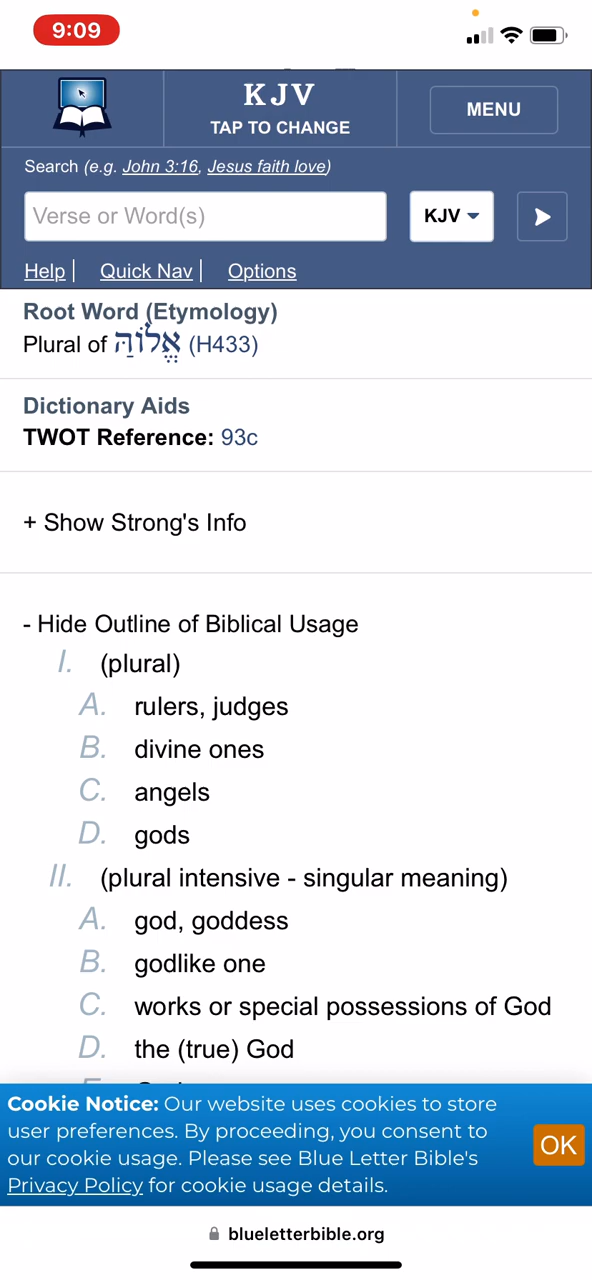 9:09
KJV
TAP TO CHANGE
MENU
Search (e.g. John 3:16, Jesus faith love)
Verse or Word(s)
KJV
Help | Quick Nav | Options
Root Word (Etymology)
Plural of אֱלוֹהַּ (H433)
Dictionary Aids
TWOT Reference: 93c
+ Show Strong's Info
- Hide Outline of Biblical Usage
I. (plural)
A. rulers, judges
B. divine ones
C. angels
D. gods
II. (plural intensive - singular meaning)
A. god, goddess
B. godlike one
C. works or special possessions of God
D. the (true) God
Cookie Notice: Our website uses cookies to store
user preferences. By proceeding, you consent to
our cookie usage. Please see Blue Letter Bible's
Privacy Policy for cookie usage details.
OK
blueletterbible.org